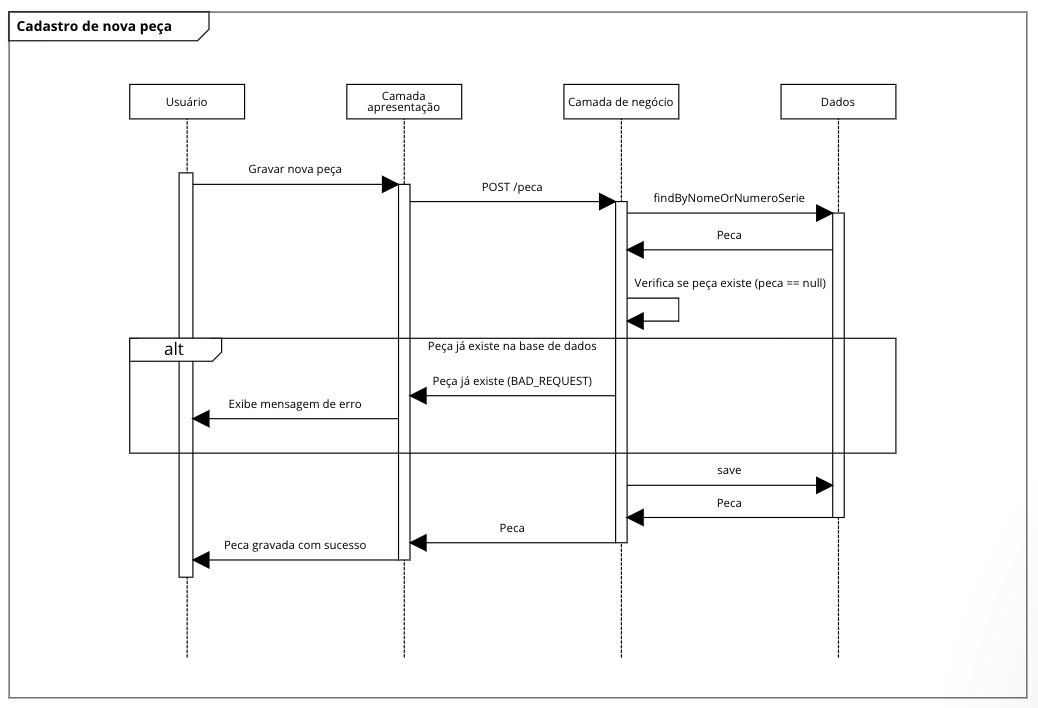 Cadastro de nova peça
Usuário
Camada
apresentação
Camada de negócio
Dados
Gravar nova peça
POST /peca
findByNomeOrNumeroSerie
Peca
Verifica se peça existe (peca == null)
alt
Peça já existe na base de dados
Peça já existe (BAD_REQUEST)
Exibe mensagem de erro
save
Peca
Peca
Peca gravada com sucesso